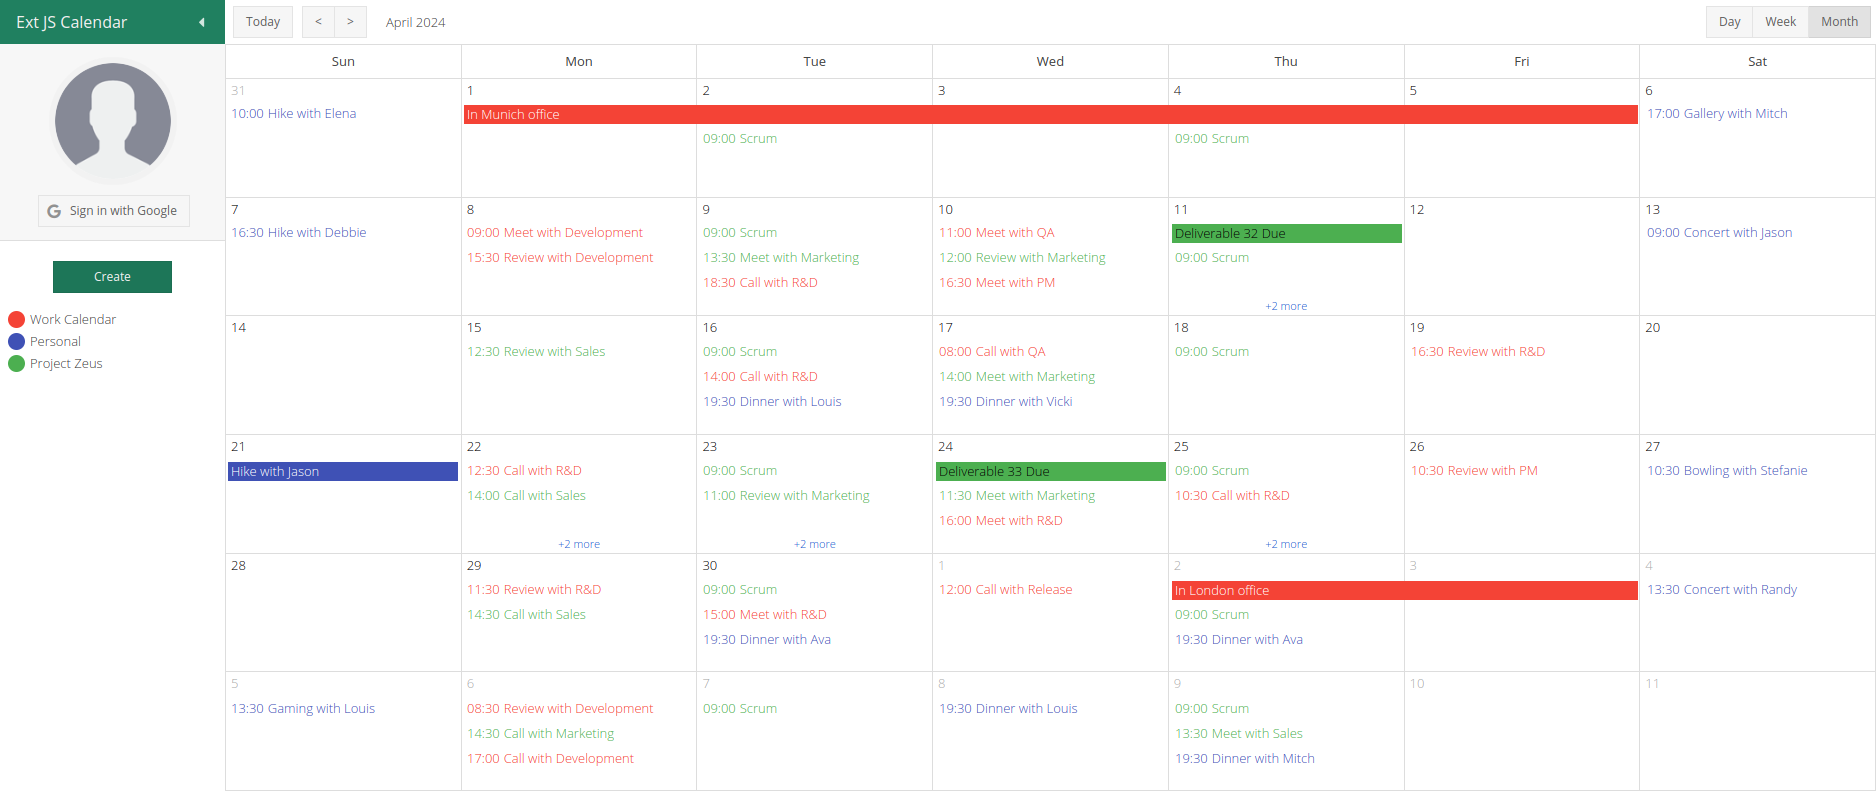 Ext JS Calendar
Today < > April 2024 Day Week Month
Sign in with Google
Create
Work Calendar
Personal
Project Zeus
Sun Mon Tue Wed Thu Fri Sat
31
10:00 Hike with Elena
1
In Munich office
2
09:00 Scrum
3
4
09:00 Scrum
5
6
17:00 Gallery with Mitch
7
16:30 Hike with Debbie
8
09:00 Meet with Development
15:30 Review with Development
9
09:00 Scrum
13:30 Meet with Marketing
18:30 Call with R&D
10
11:00 Meet with QA
12:00 Review with Marketing
16:30 Meet with PM
11
Deliverable 32 Due
09:00 Scrum
+2 more
12
13
09:00 Concert with Jason
14
15
12:30 Review with Sales
16
09:00 Scrum
14:00 Call with R&D
19:30 Dinner with Louis
17
08:00 Call with QA
14:00 Meet with Marketing
19:30 Dinner with Vicki
18
09:00 Scrum
19
16:30 Review with R&D
20
21
Hike with Jason
22
12:30 Call with R&D
14:00 Call with Sales
+2 more
23
09:00 Scrum
11:00 Review with Marketing
+2 more
24
Deliverable 33 Due
11:30 Meet with Marketing
16:00 Meet with R&D
25
09:00 Scrum
10:30 Call with R&D
+2 more
26
10:30 Review with PM
27
10:30 Bowling with Stefanie
28
29
11:30 Review with R&D
14:30 Call with Sales
30
09:00 Scrum
15:00 Meet with R&D
19:30 Dinner with Ava
1
12:00 Call with Release
2
In London office
09:00 Scrum
19:30 Dinner with Ava
3
4
13:30 Concert with Randy
5
13:30 Gaming with Louis
6
08:30 Review with Development
14:30 Call with Marketing
17:00 Call with Development
7
09:00 Scrum
8
19:30 Dinner with Louis
9
09:00 Scrum
13:30 Meet with Sales
19:30 Dinner with Mitch
10
11